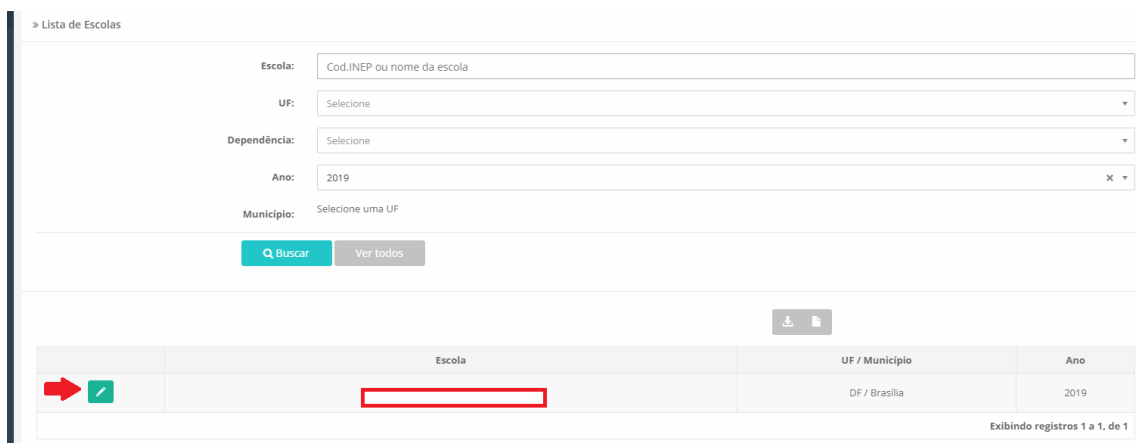 » Lista de Escolas
Escola: Cod.INEP ou nome da escola
UF: Selecione
Dependência: Selecione
Ano: 2019
Município: Selecione uma UF
Buscar Ver todos
Escola UF / Município Ano
DF / Brasília 2019
Exibindo registros 1 a 1, de 1